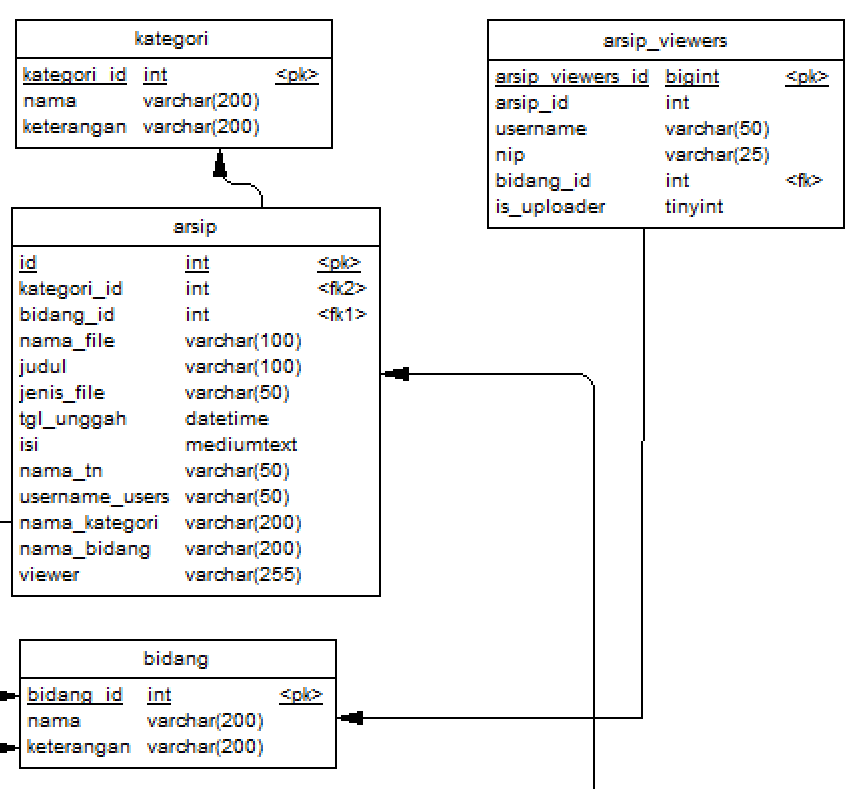 kategori
kategori_id int <pk>
nama varchar(200)
keterangan varchar(200)
arsip_viewers
arsip_viewers_id bigint <pk>
arsip_id int
username varchar(50)
nip varchar(25)
bidang_id int <fk>
is_uploader tinyint
arsip
id int <pk>
kategori_id int <fk2>
bidang_id int <fk1>
nama_file varchar(100)
judul varchar(100)
jenis_file varchar(50)
tgl_unggah datetime
isi mediumtext
nama_tn varchar(50)
username_users varchar(50)
nama_kategori varchar(200)
nama_bidang varchar(200)
viewer varchar(255)
bidang
bidang_id int <pk>
nama varchar(200)
keterangan varchar(200)